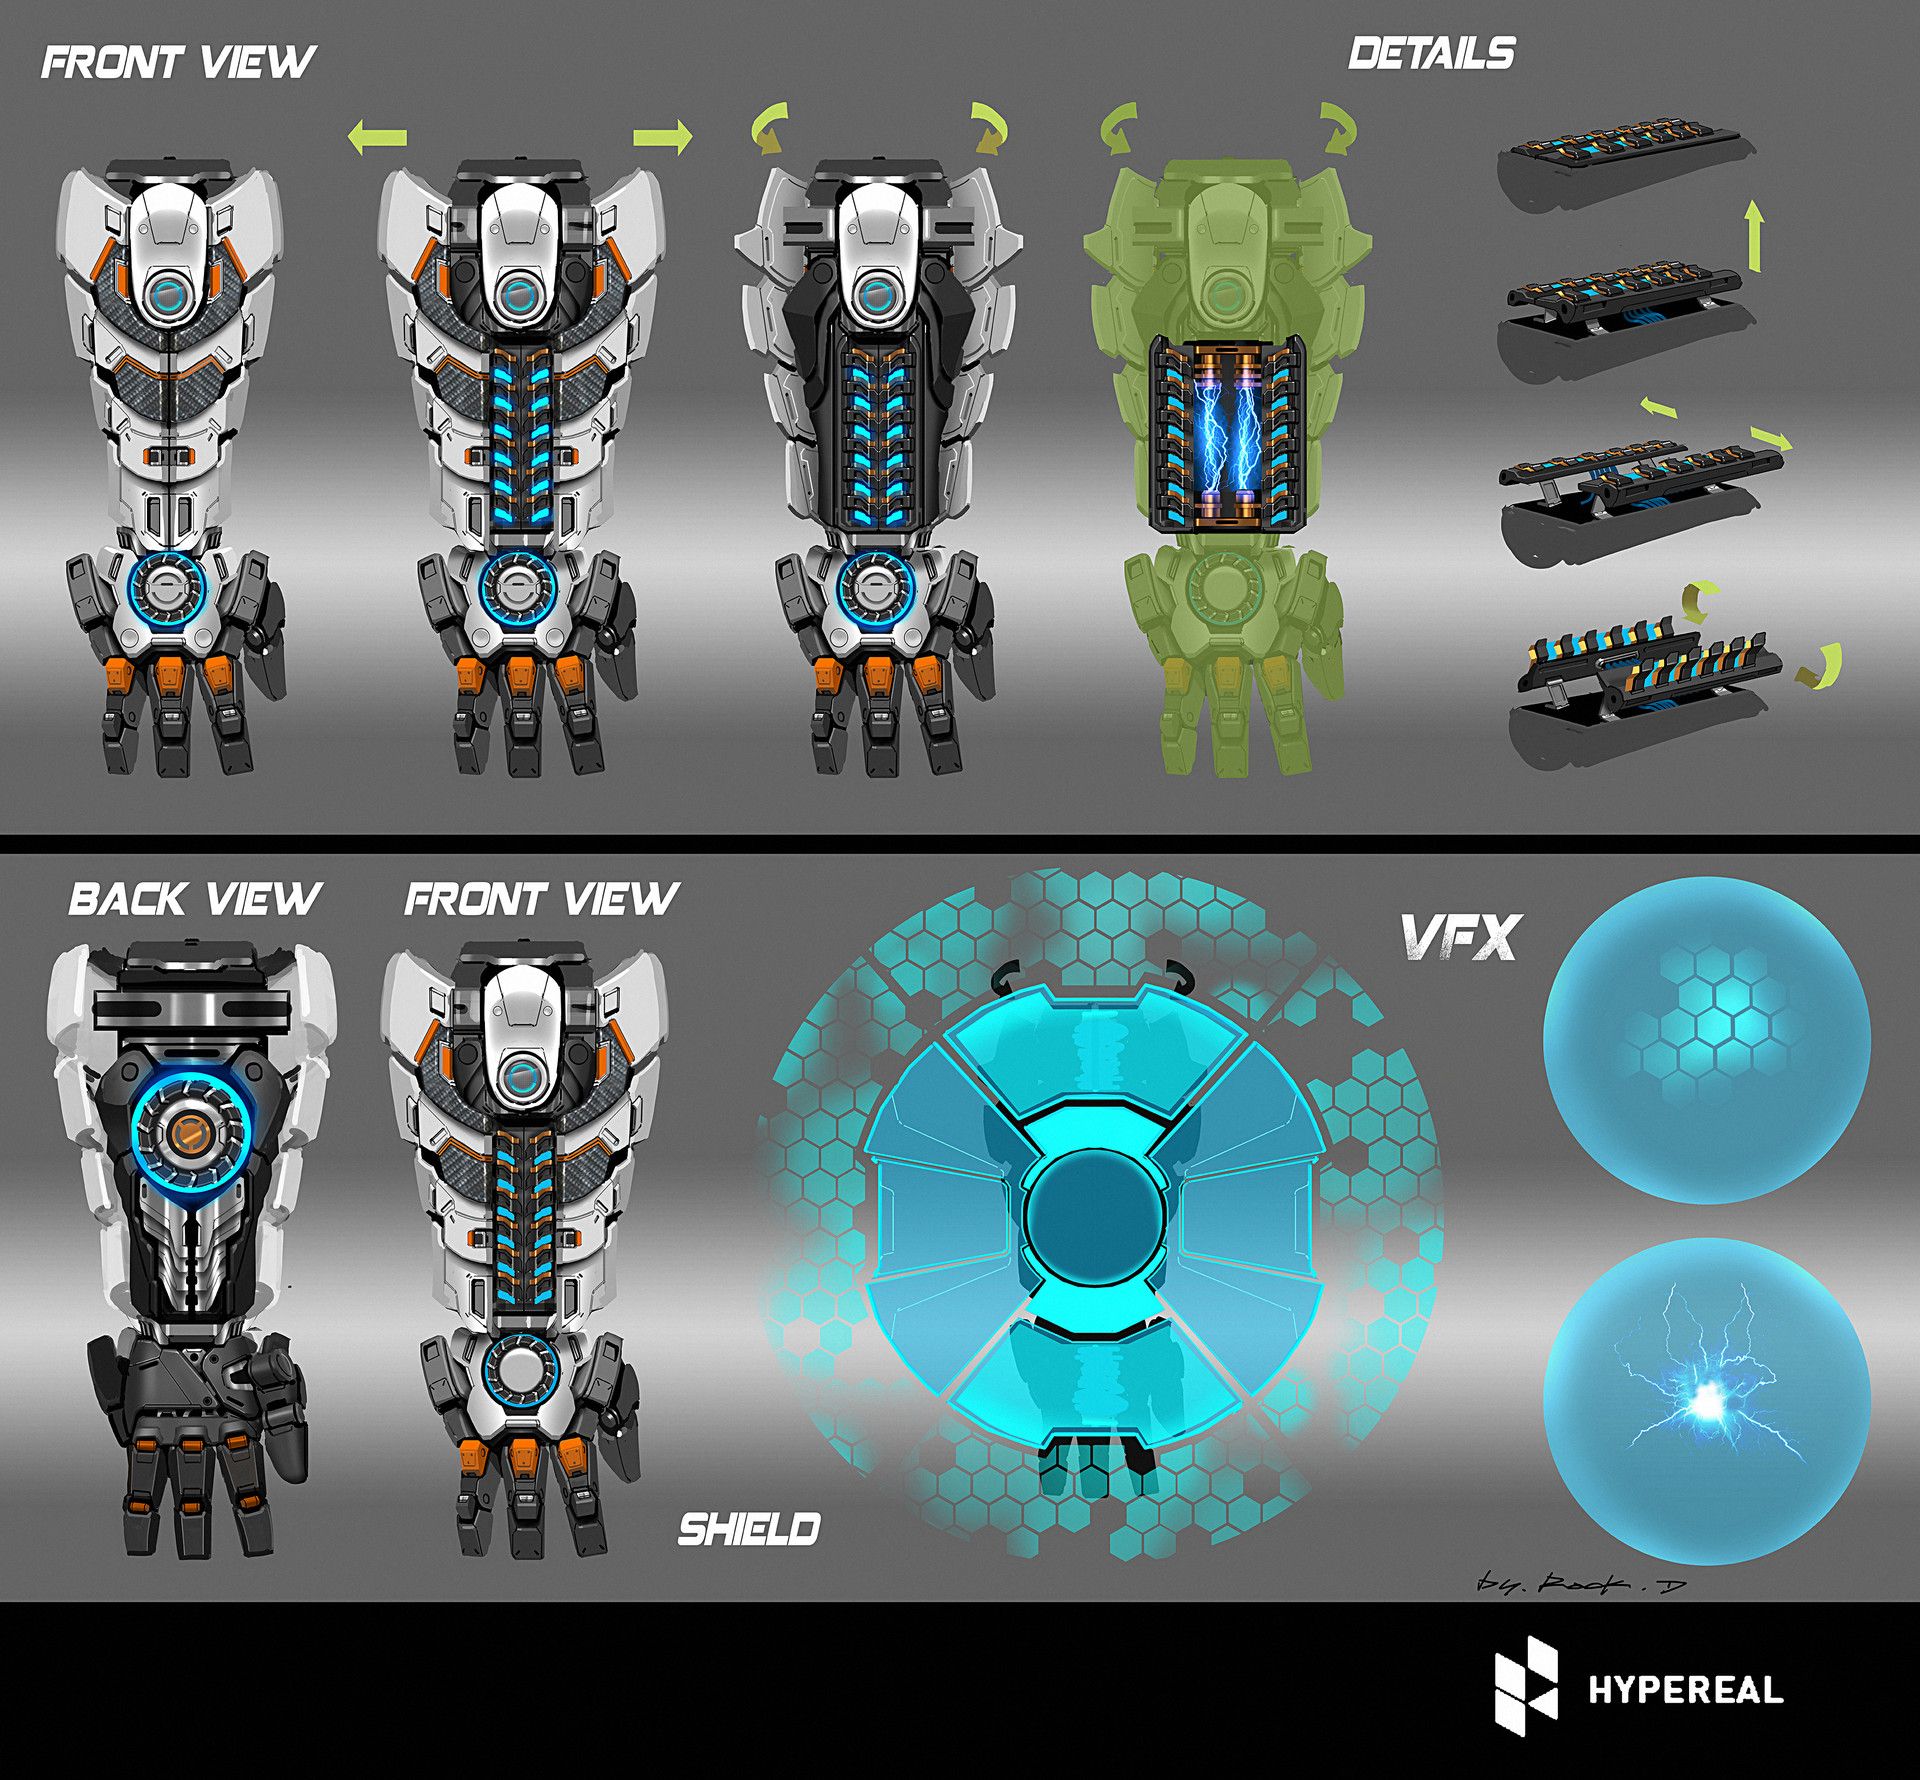 FRONT VIEW
DETAILS
BACK VIEW
FRONT VIEW
VFX
SHIELD
by. Rock. D
HYPEREAL